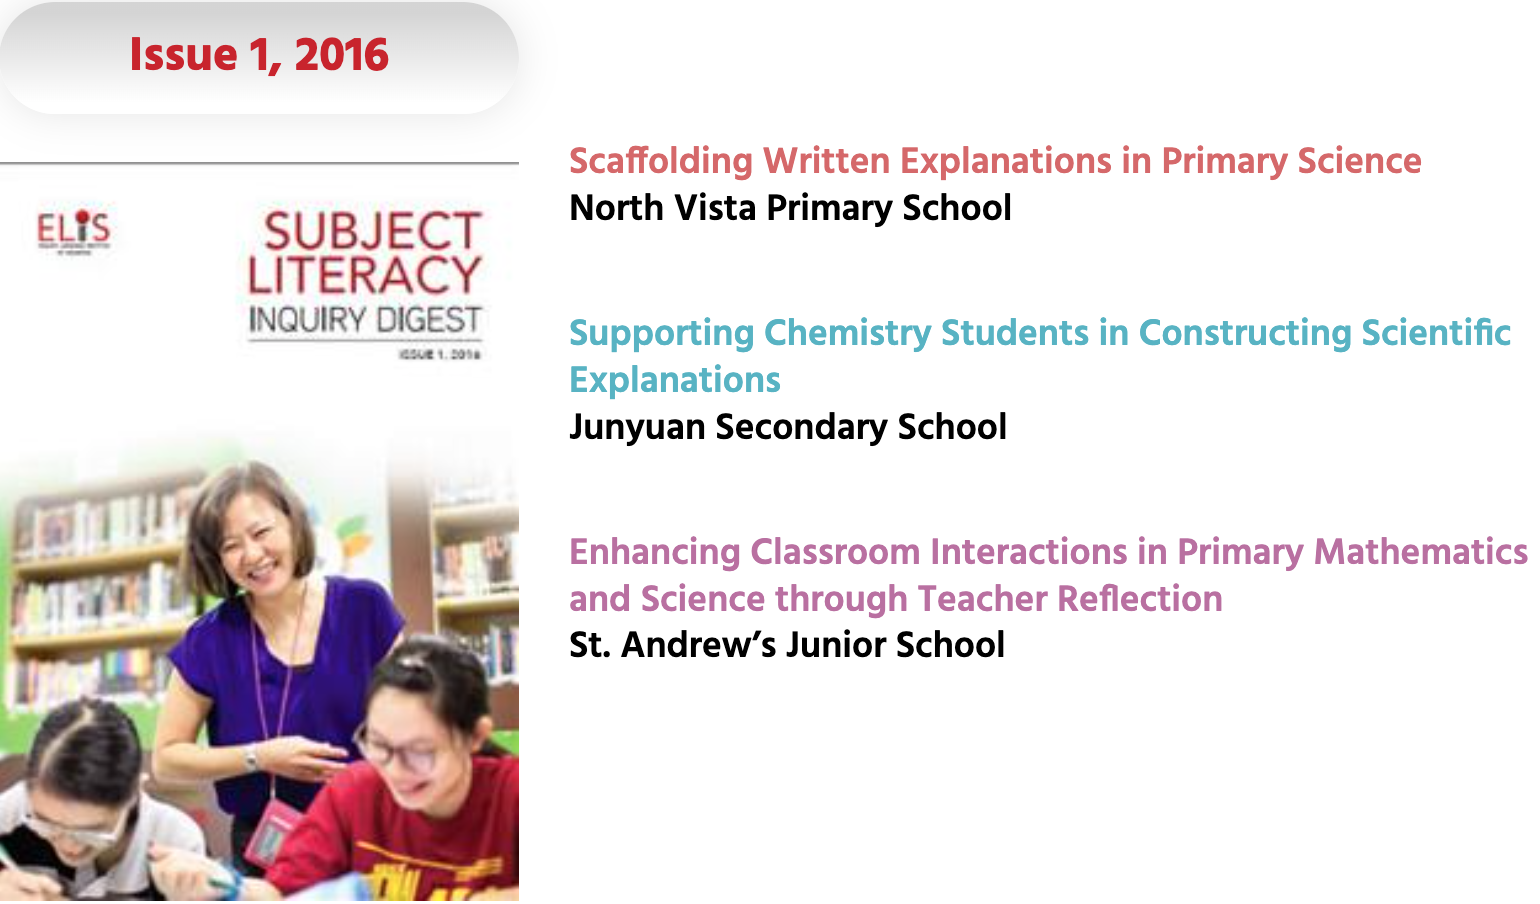 Issue 1, 2016
ELiS
SUBJECT
LITERACY
INQUIRY DIGEST
ISSUE 1, 2016
Scaffolding Written Explanations in Primary Science
North Vista Primary School
Supporting Chemistry Students in Constructing Scientific
Explanations
Junyuan Secondary School
Enhancing Classroom Interactions in Primary Mathematics
and Science through Teacher Reflection
St. Andrew’s Junior School